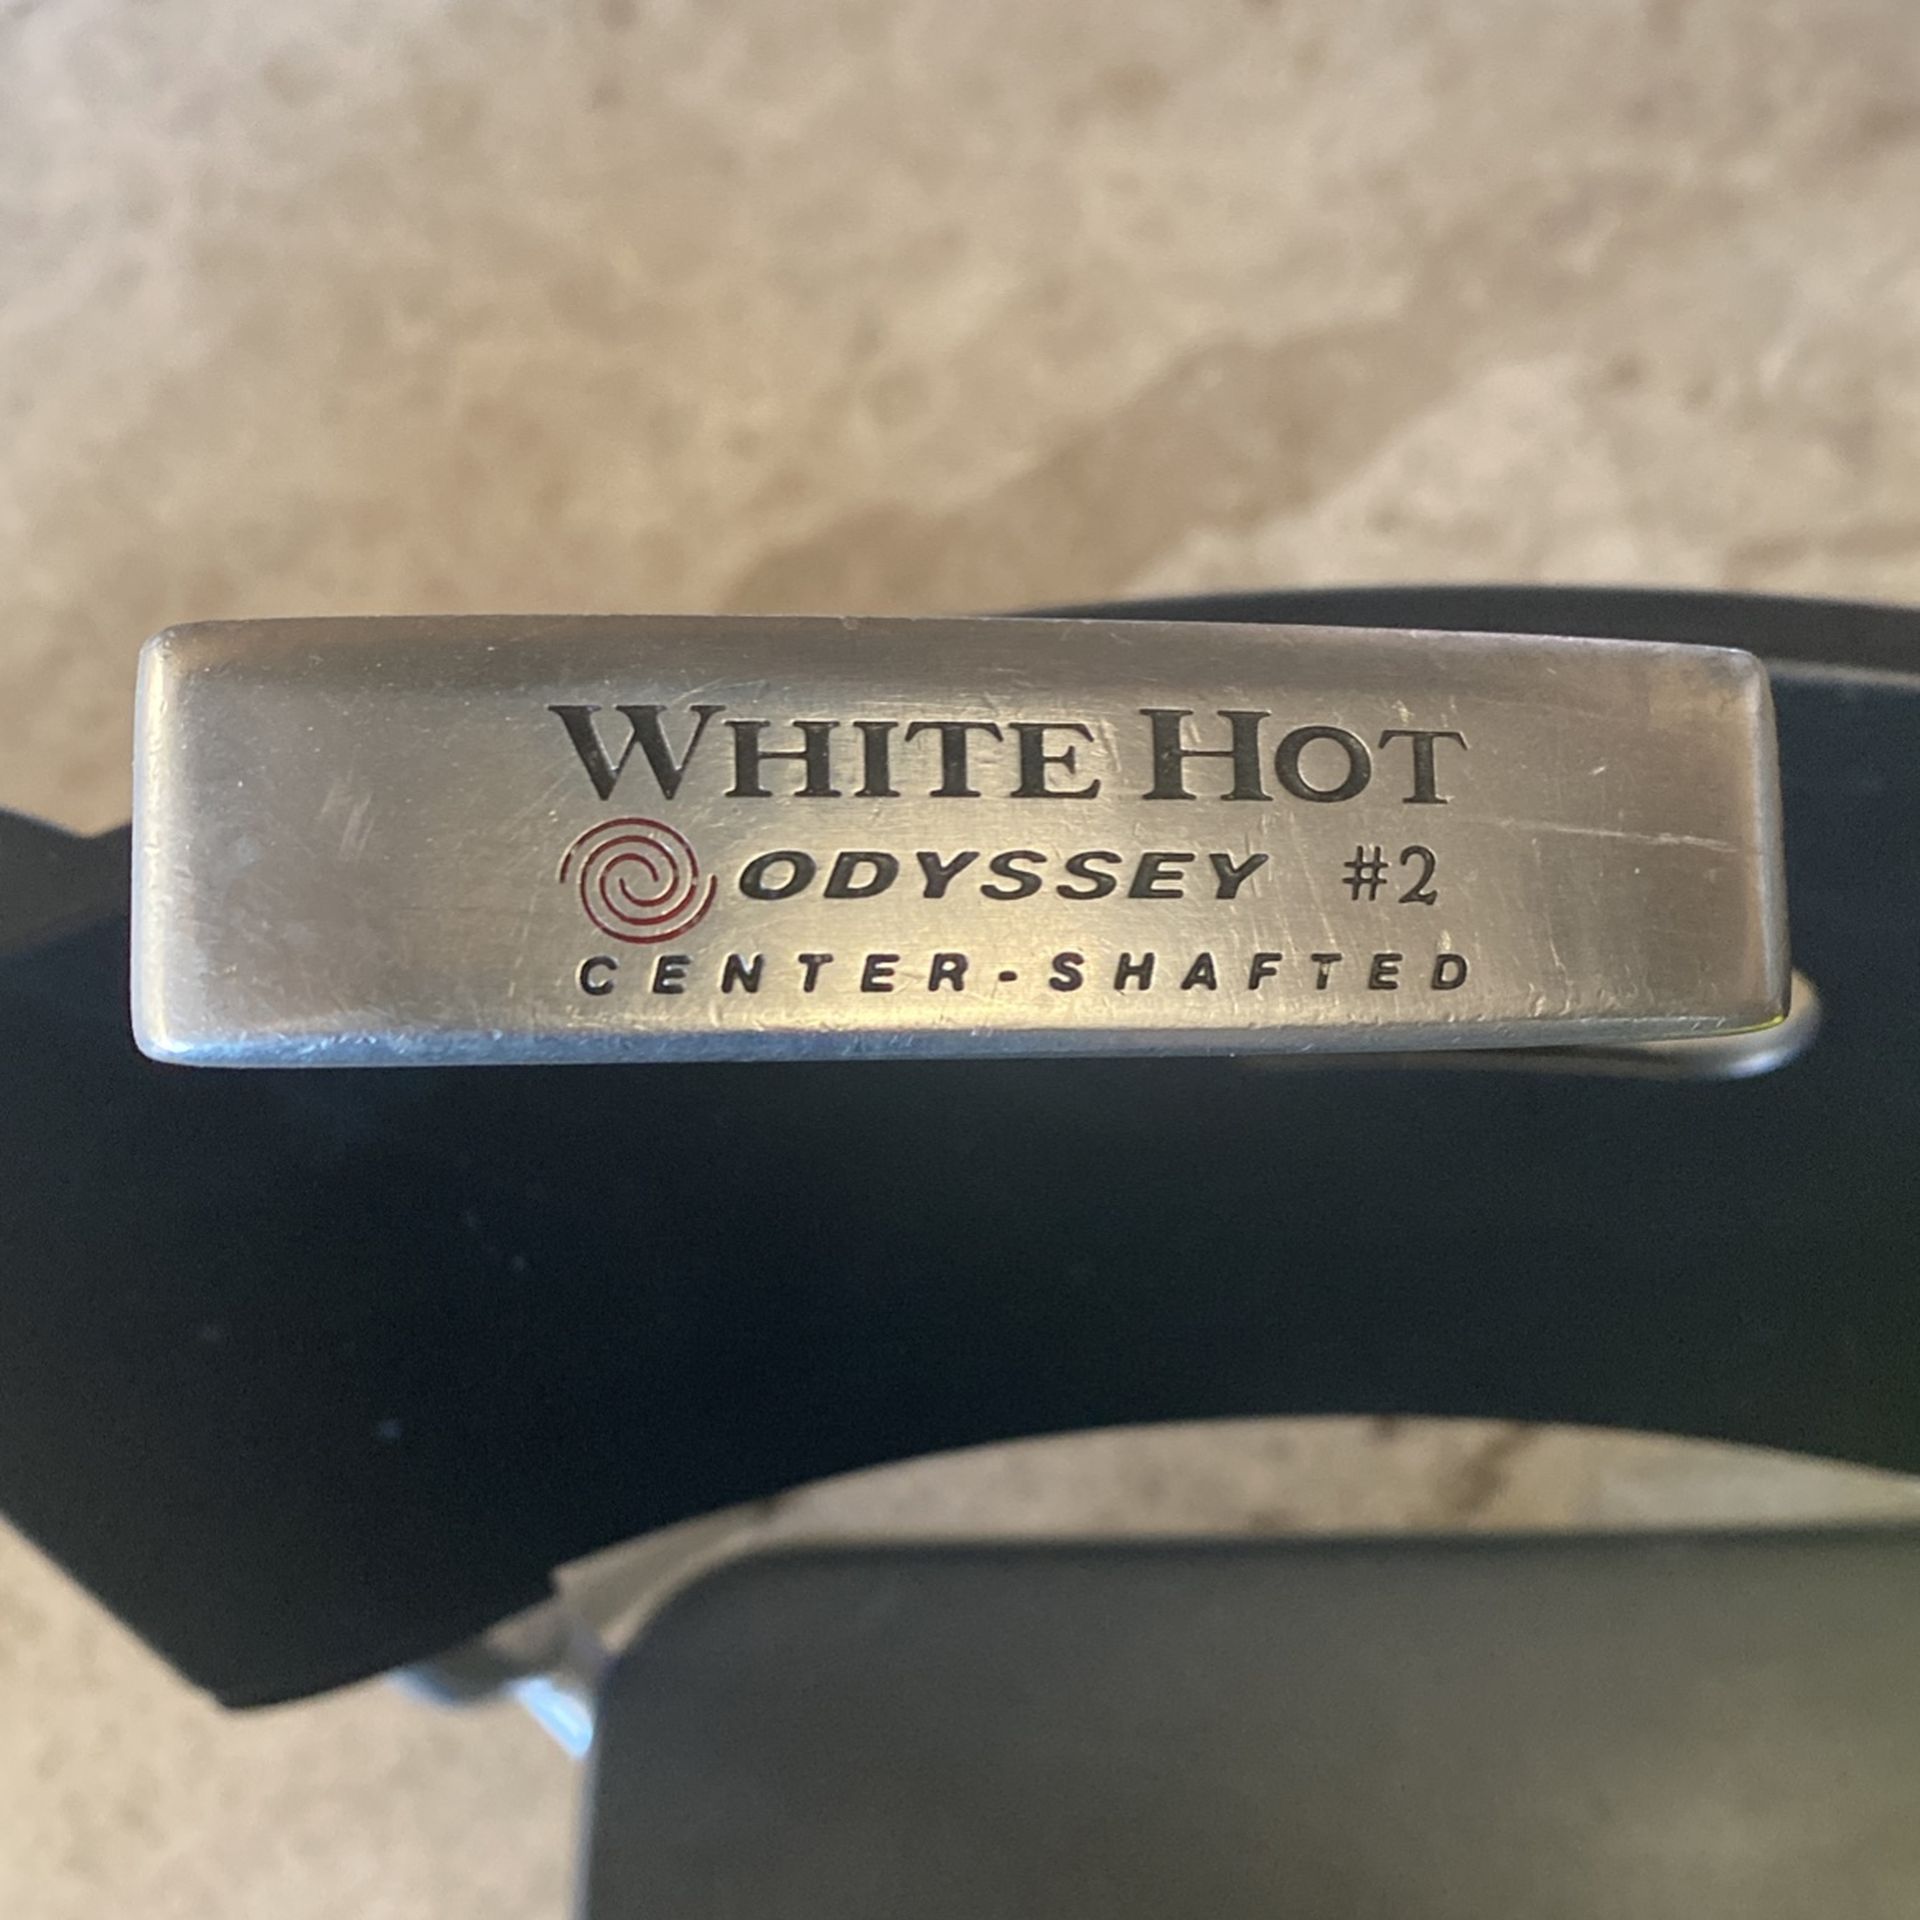 WHITE HOT
ODYSSEY #2
CENTER-SHAFTED